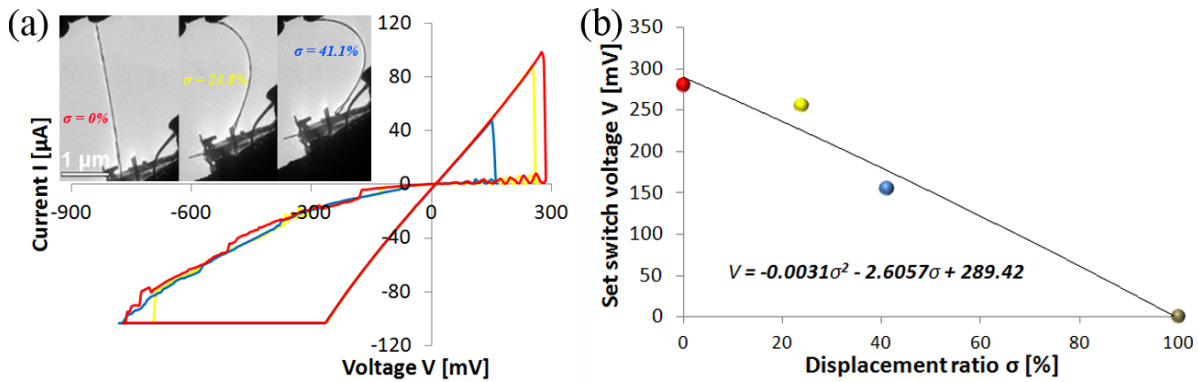 (a)
σ = 0%
σ = 23.8%
σ = 41.1%
1 µm
Current I [µA]
120
80
40
0
-40
-80
-120
-900
-600
-300
0
300
Voltage V [mV]
(b)
Set switch voltage V [mV]
350
300
250
200
150
100
50
0
V = -0.0031σ² - 2.6057σ + 289.42
0
20
40
60
80
100
Displacement ratio σ [%]